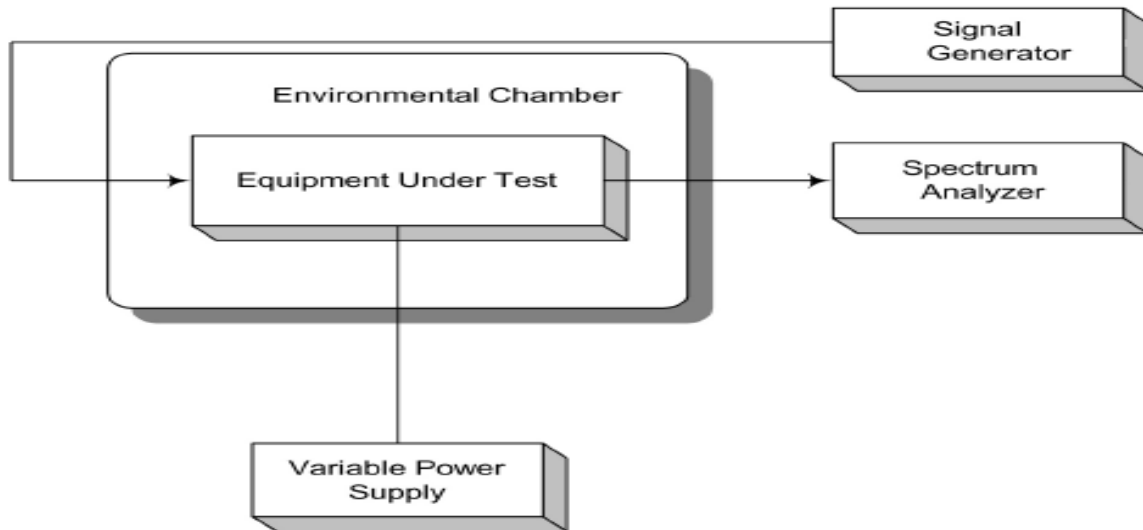 Signal
Generator
Environmental Chamber
Equipment Under Test
Spectrum
Analyzer
Variable Power
Supply